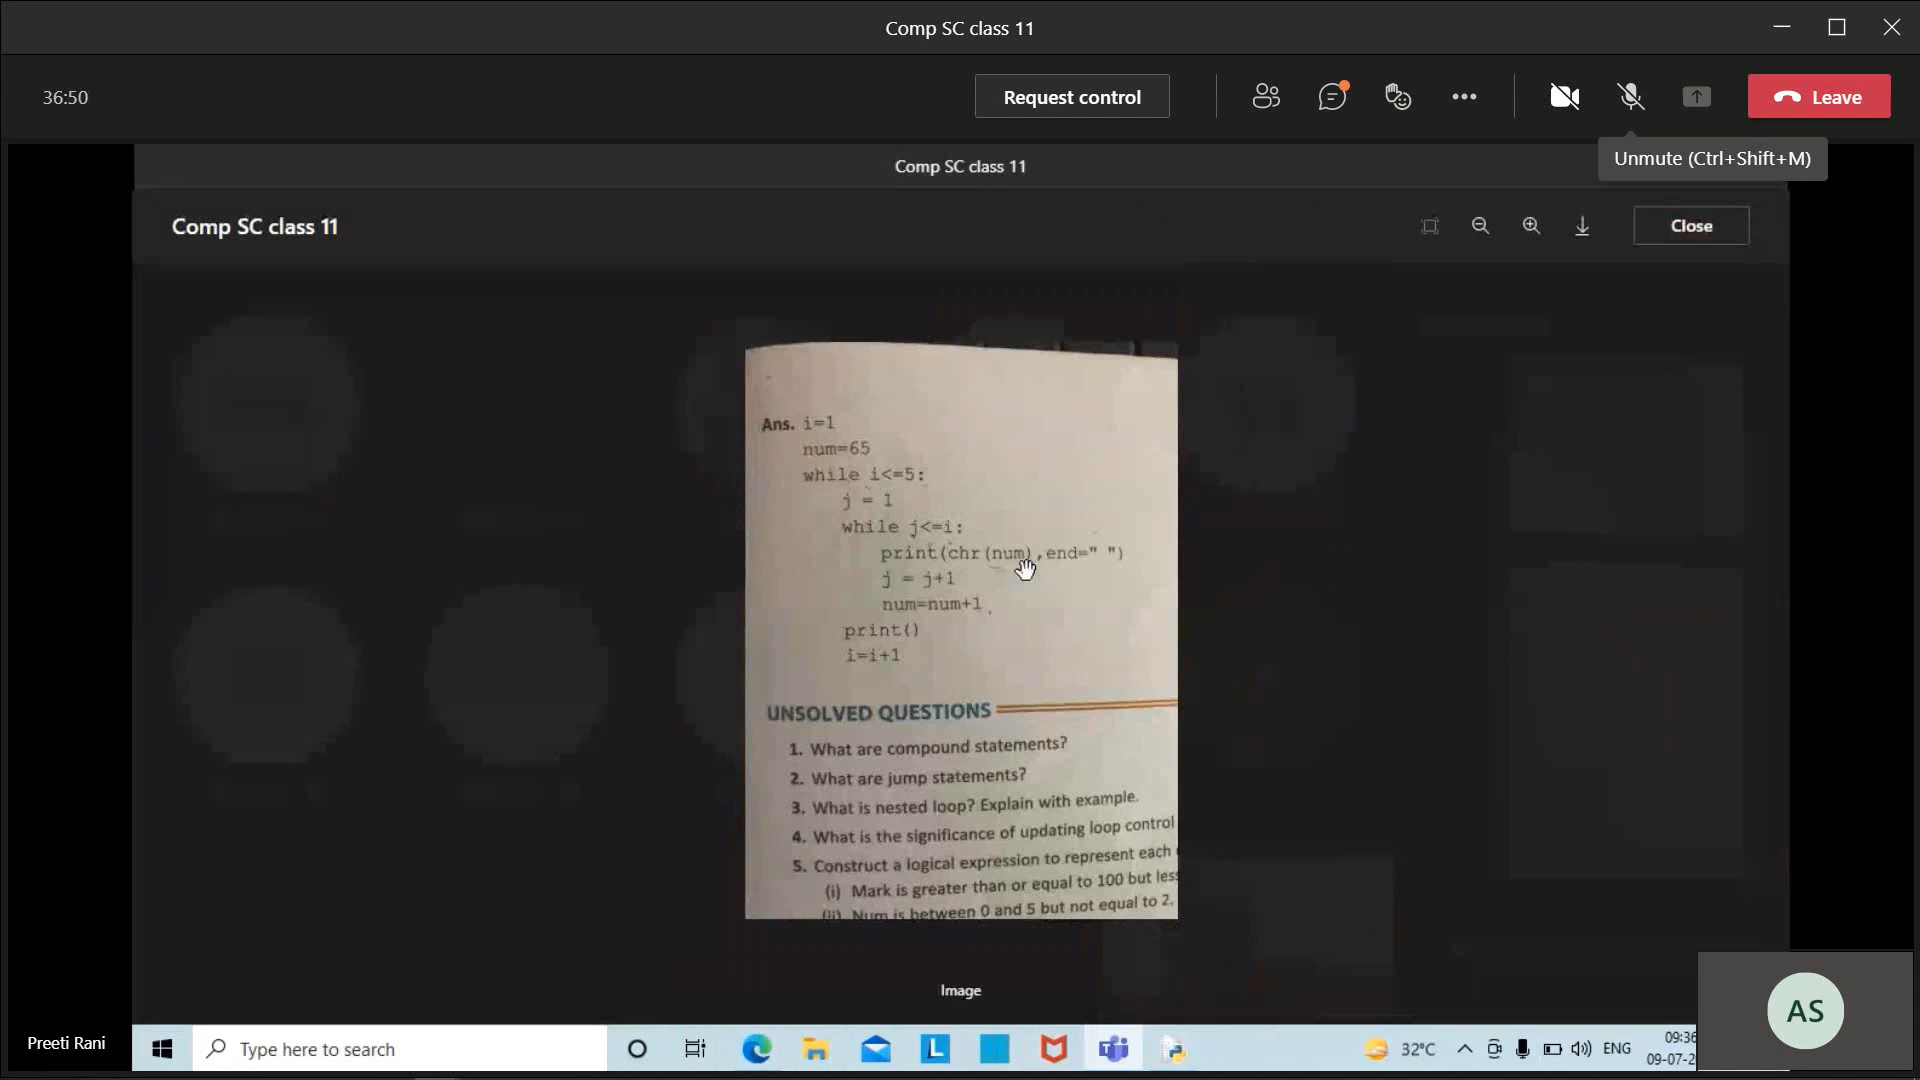 Comp SC class 11
36:50
Request control
Leave
Unmute (Ctrl+Shift+M)
Comp SC class 11
Comp SC class 11
Close
Ans. i=1
num=65
while i<=5:
j = 1
while j<=i:
print(chr(num),end=" ")
j = j+1
num=num+1
print()
i=i+1
UNSOLVED QUESTIONS
1. What are compound statements?
2. What are jump statements?
3. What is nested loop? Explain with example.
4. What is the significance of updating loop control
5. Construct a logical expression to represent each
(i) Mark is greater than or equal to 100 but less
(ii) Num is between 0 and 5 but not equal to 2.
Image
AS
Preeti Rani
Type here to search
L
32°C
ENG
09:36
09-07-2